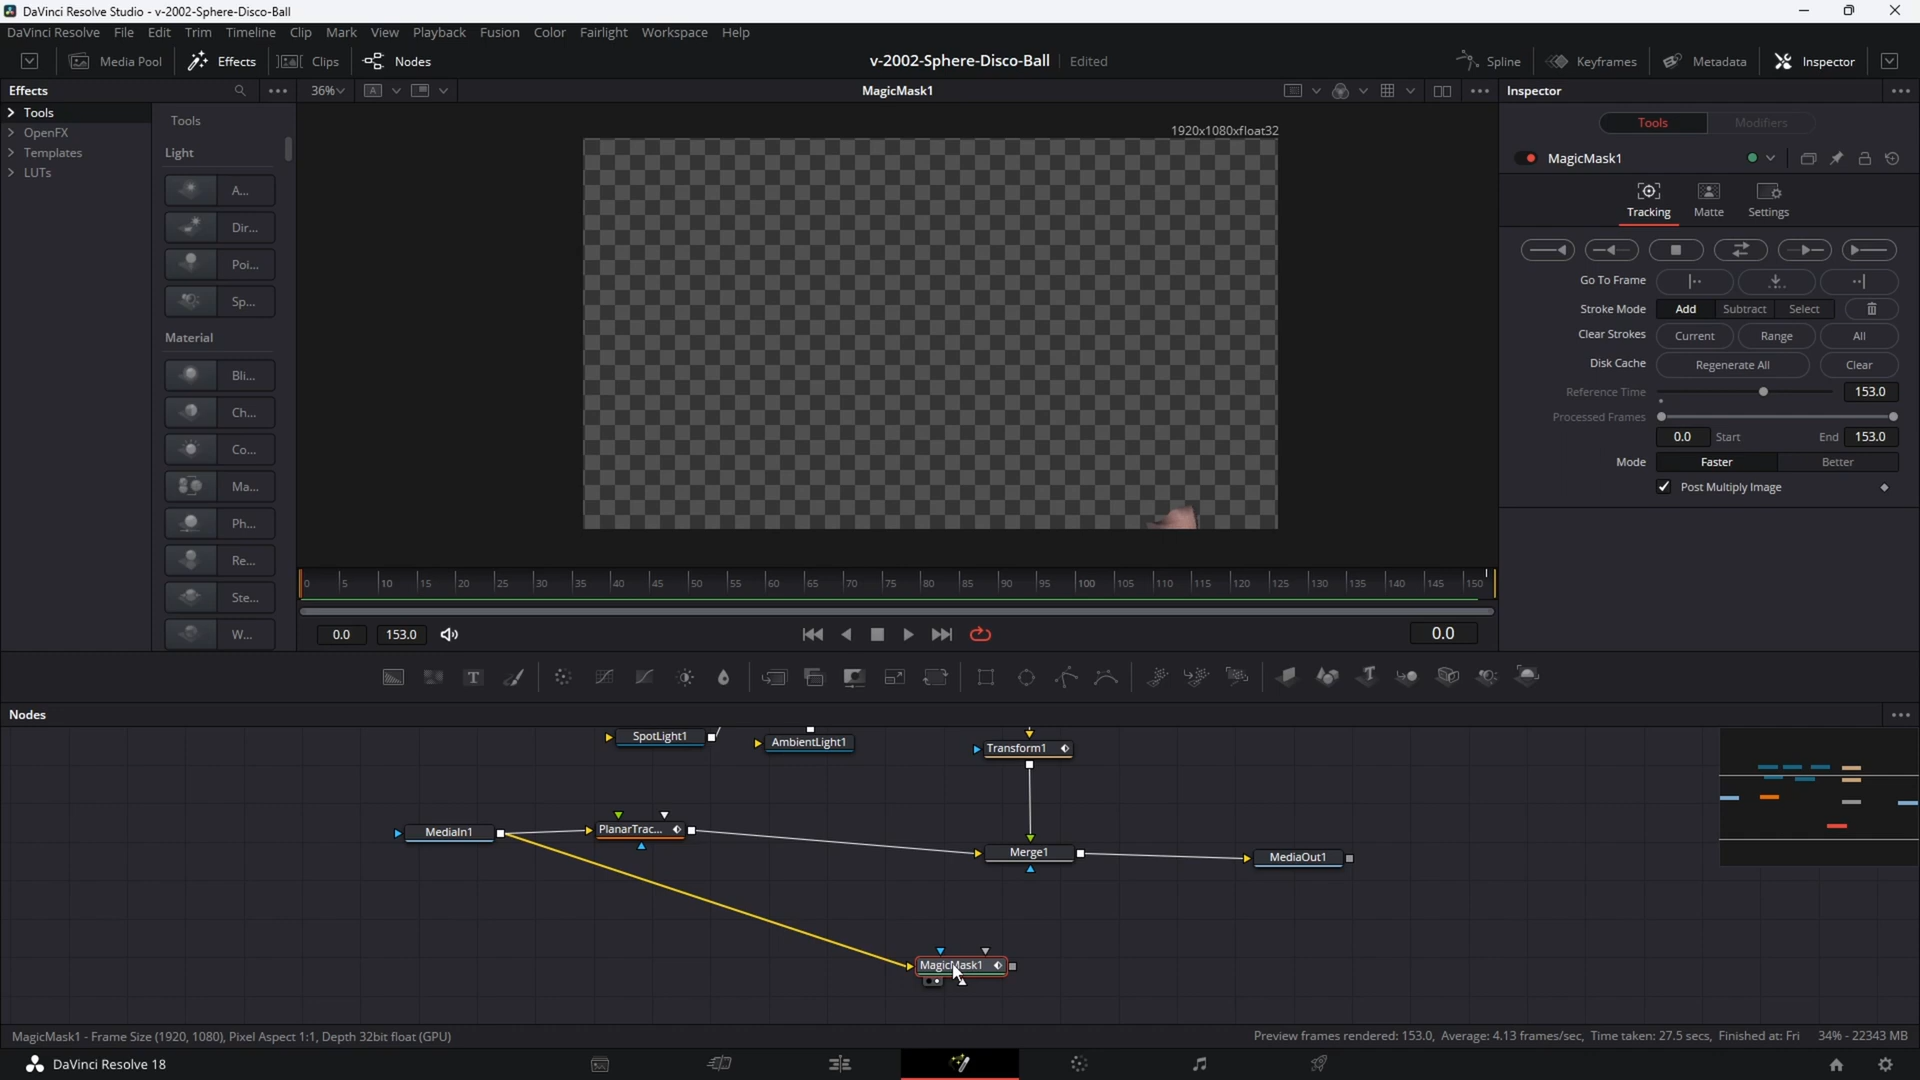 DaVinci Resolve Studio - v-2002-Sphere-Disco-Ball
DaVinci Resolve File Edit Trim Timeline Clip Mark View Playback Fusion Color Fairlight Workspace Help
Media Pool Effects Clips Nodes v-2002-Sphere-Disco-Ball Edited Spline Keyframes Metadata Inspector
Effects 36% A MagicMask1 Inspector
Tools
OpenFX
Templates
LUTs
Tools
Light
A...
Dir...
Poi...
Sp...
Material
Bli...
Ch...
Co...
Ma...
Ph...
Re...
Ste...
W...
1920x1080xfloat32
0 5 10 15 20 25 30 35 40 45 50 55 60 65 70 75 80 85 90 95 100 105 110 115 120 125 130 135 140 145 150
0.0 153.0 0.0
Tools Modifiers
MagicMask1
Tracking Matte Settings
Go To Frame
Stroke Mode Add Subtract Select
Clear Strokes Current Range All
Disk Cache Regenerate All Clear
Reference Time 153.0
Processed Frames
0.0 Start End 153.0
Mode Faster Better
Post Multiply Image
T T
Nodes
SpotLight1 AmbientLight1 Transform1
MediaIn1 PlanarTrac... Merge1 MediaOut1
MagicMask1
MagicMask1 - Frame Size (1920, 1080), Pixel Aspect 1:1, Depth 32bit float (GPU) Preview frames rendered: 153.0, Average: 4.13 frames/sec, Time taken: 27.5 secs, Finished at: Fri 34% - 22343 MB
DaVinci Resolve 18